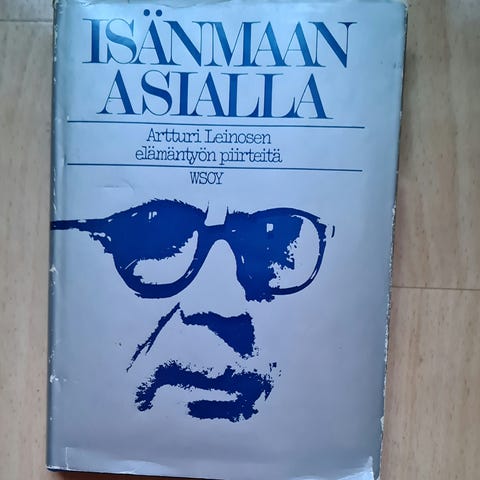 ISÄNMAAN
ASIALLA
Artturi Leinosen
elämäntyön piirteitä
WSOY